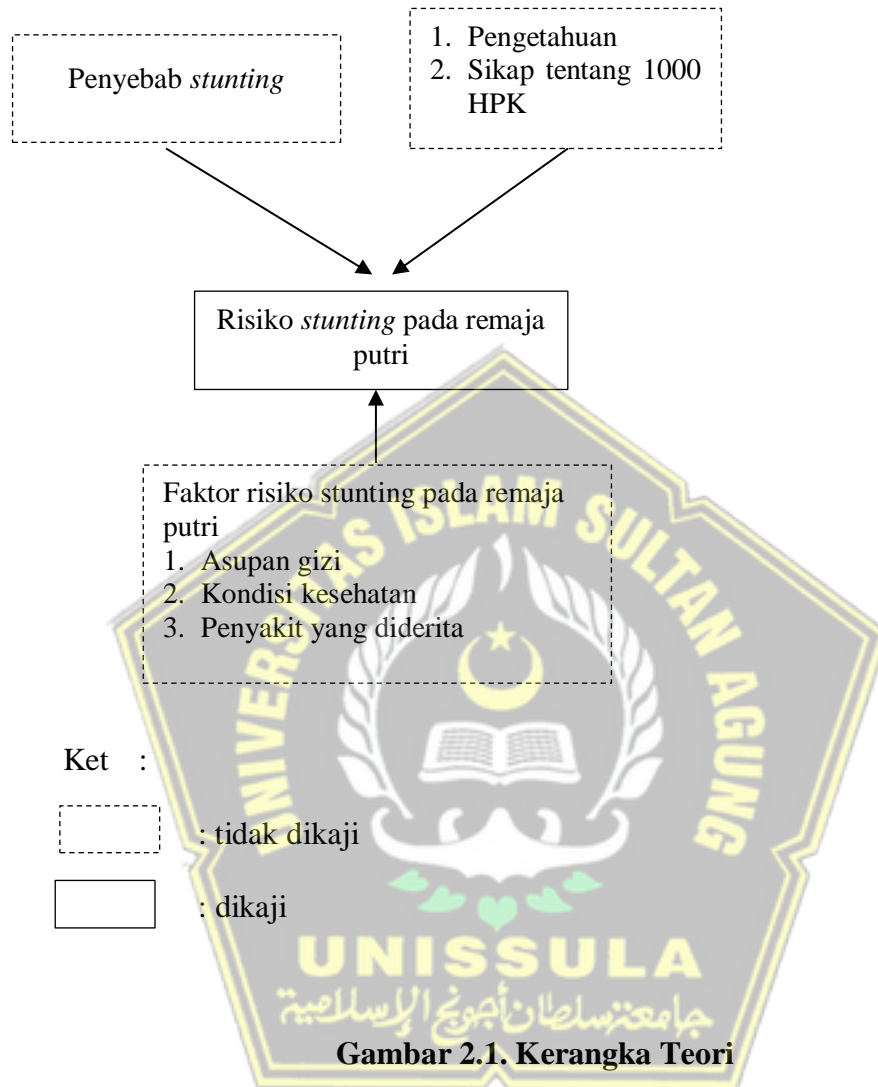 Penyebab stunting
1. Pengetahuan
2. Sikap tentang 1000
HPK
Risiko stunting pada remaja
putri
Faktor risiko stunting pada remaja
putri
1. Asupan gizi
2. Kondisi kesehatan
3. Penyakit yang diderita
UNIVERSITAS ISLAM SULTAN AGUNG
Ket :
: tidak dikaji
: dikaji
UNISSULA
جامعتسلطان أجونج الإسلامية
Gambar 2.1. Kerangka Teori